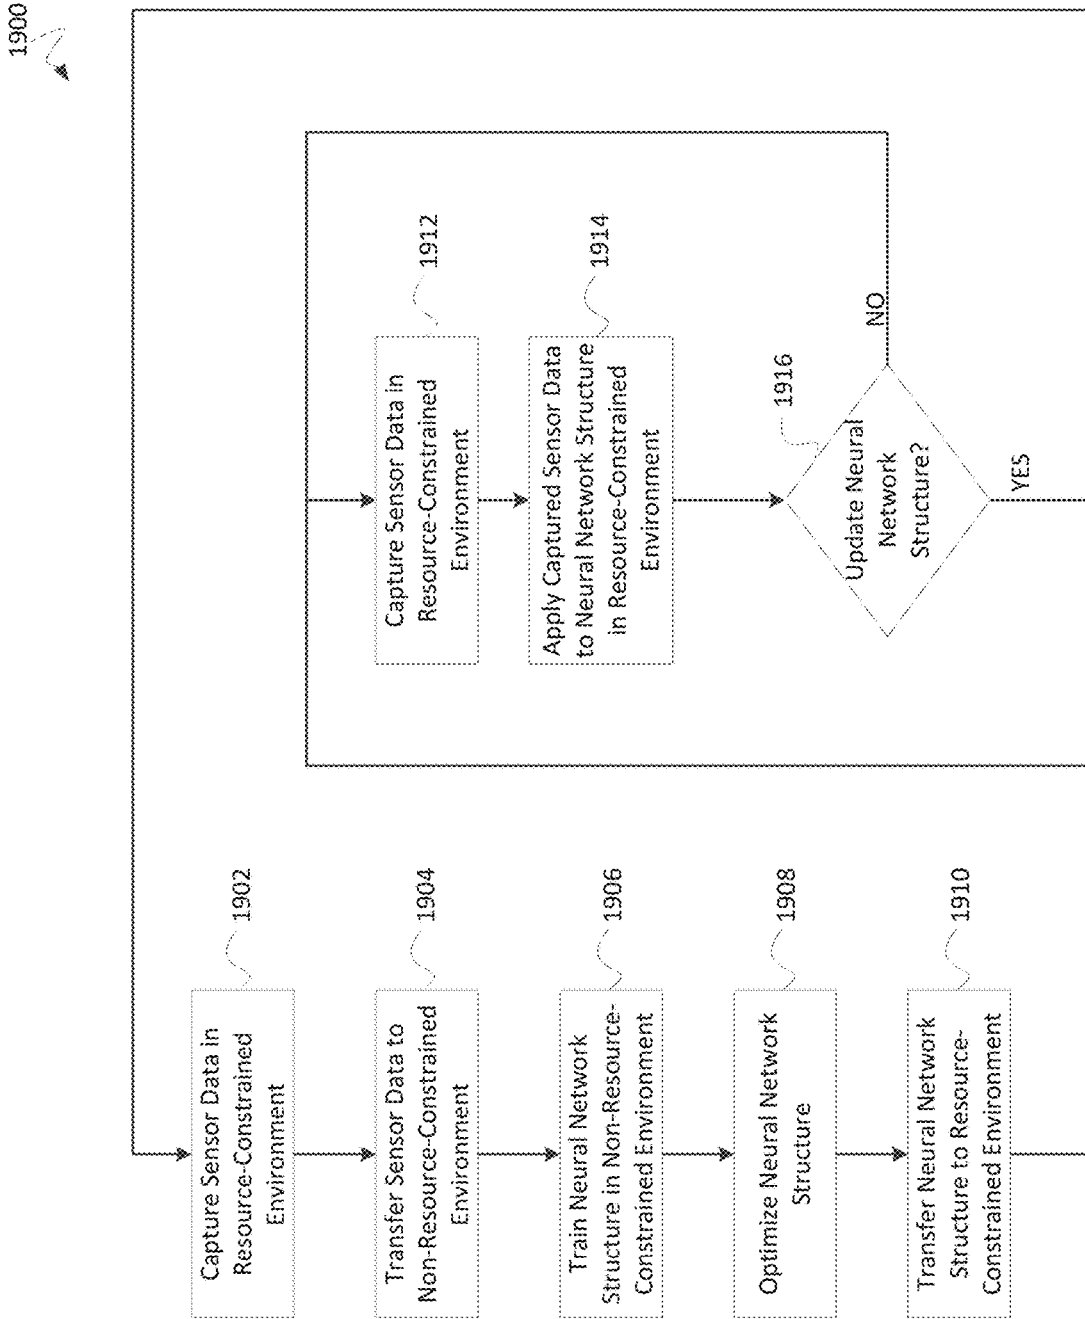 1900
Capture Sensor Data in
Resource-Constrained
Environment
1902
Transfer Sensor Data to
Non-Resource-Constrained
Environment
1904
Train Neural Network
Structure in Non-Resource-
Constrained Environment
1906
Optimize Neural Network
Structure
1908
Transfer Neural Network
Structure to Resource-
Constrained Environment
1910
Capture Sensor Data in
Resource-Constrained
Environment
1912
Apply Captured Sensor Data
to Neural Network Structure
in Resource-Constrained
Environment
1914
Update Neural
Network
Structure?
1916
NO
YES